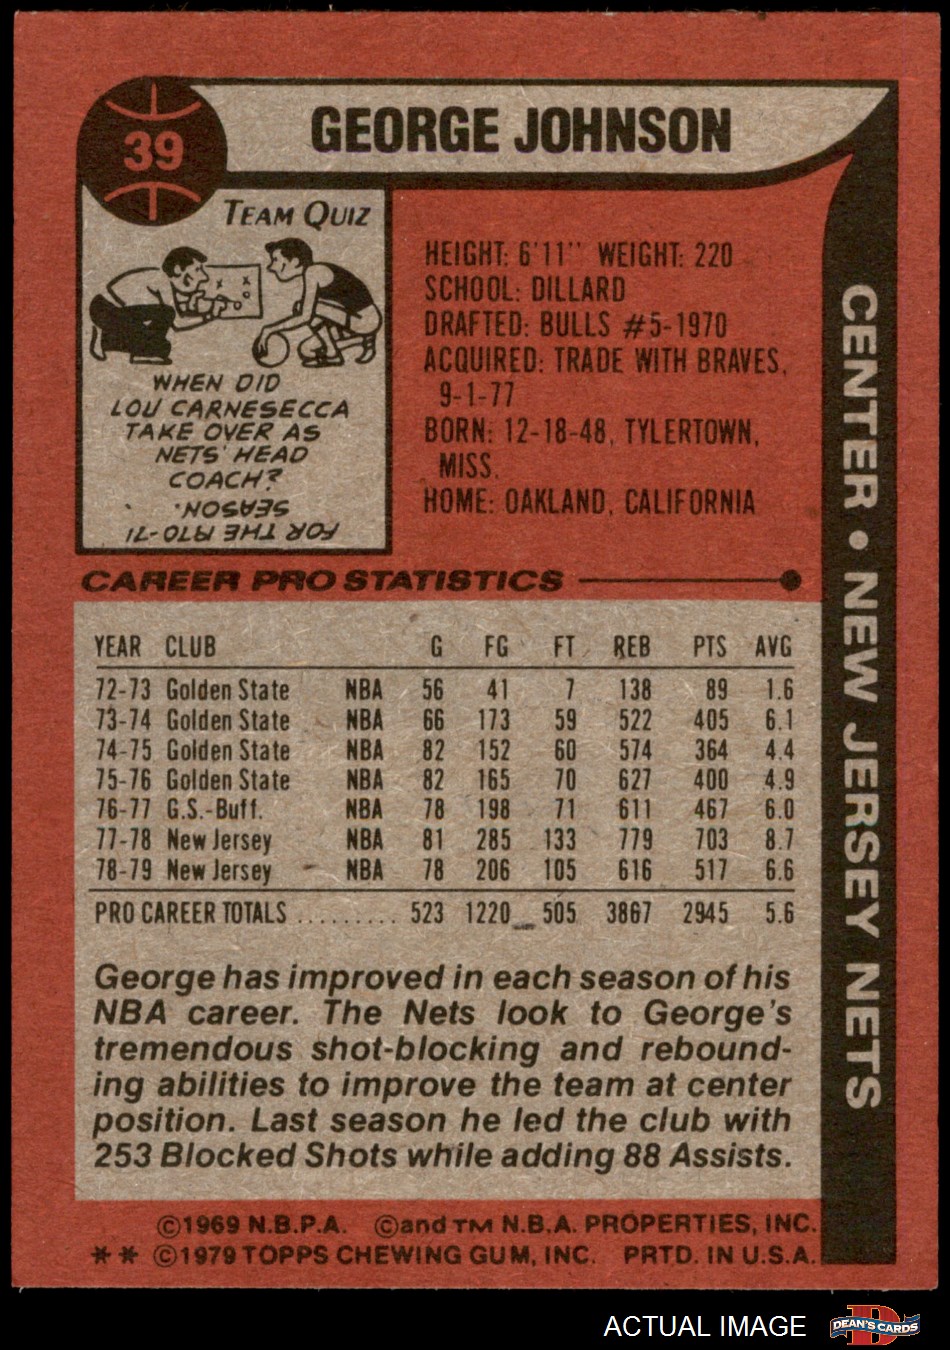 39
GEORGE JOHNSON
TEAM QUIZ
WHEN DID
LOU CARNESECCA
TAKE OVER AS
NETS' HEAD
COACH?
FOR THE 1970-71
SEASON.
HEIGHT: 6'11" WEIGHT: 220
SCHOOL: DILLARD
DRAFTED: BULLS #5-1970
ACQUIRED: TRADE WITH BRAVES,
9-1-77
BORN: 12-18-48, TYLERTOWN,
MISS.
HOME: OAKLAND, CALIFORNIA
CENTER • NEW JERSEY NETS
CAREER PRO STATISTICS
YEAR CLUB G FG FT REB PTS AVG
72-73 Golden State NBA 56 41 7 138 89 1.6
73-74 Golden State NBA 66 173 59 522 405 6.1
74-75 Golden State NBA 82 152 60 574 364 4.4
75-76 Golden State NBA 82 165 70 627 400 4.9
76-77 G.S.-Buff. NBA 78 198 71 611 467 6.0
77-78 New Jersey NBA 81 285 133 779 703 8.7
78-79 New Jersey NBA 78 206 105 616 517 6.6
PRO CAREER TOTALS ......... 523 1220 505 3867 2945 5.6
George has improved in each season of his
NBA career. The Nets look to George's
tremendous shot-blocking and rebound-
ing abilities to improve the team at center
position. Last season he led the club with
253 Blocked Shots while adding 88 Assists.
©1969 N.B.P.A. ©and TM N.B.A. PROPERTIES, INC.
** ©1979 TOPPS CHEWING GUM, INC. PRTD. IN U.S.A.
ACTUAL IMAGE
D
DEAN'S CARDS